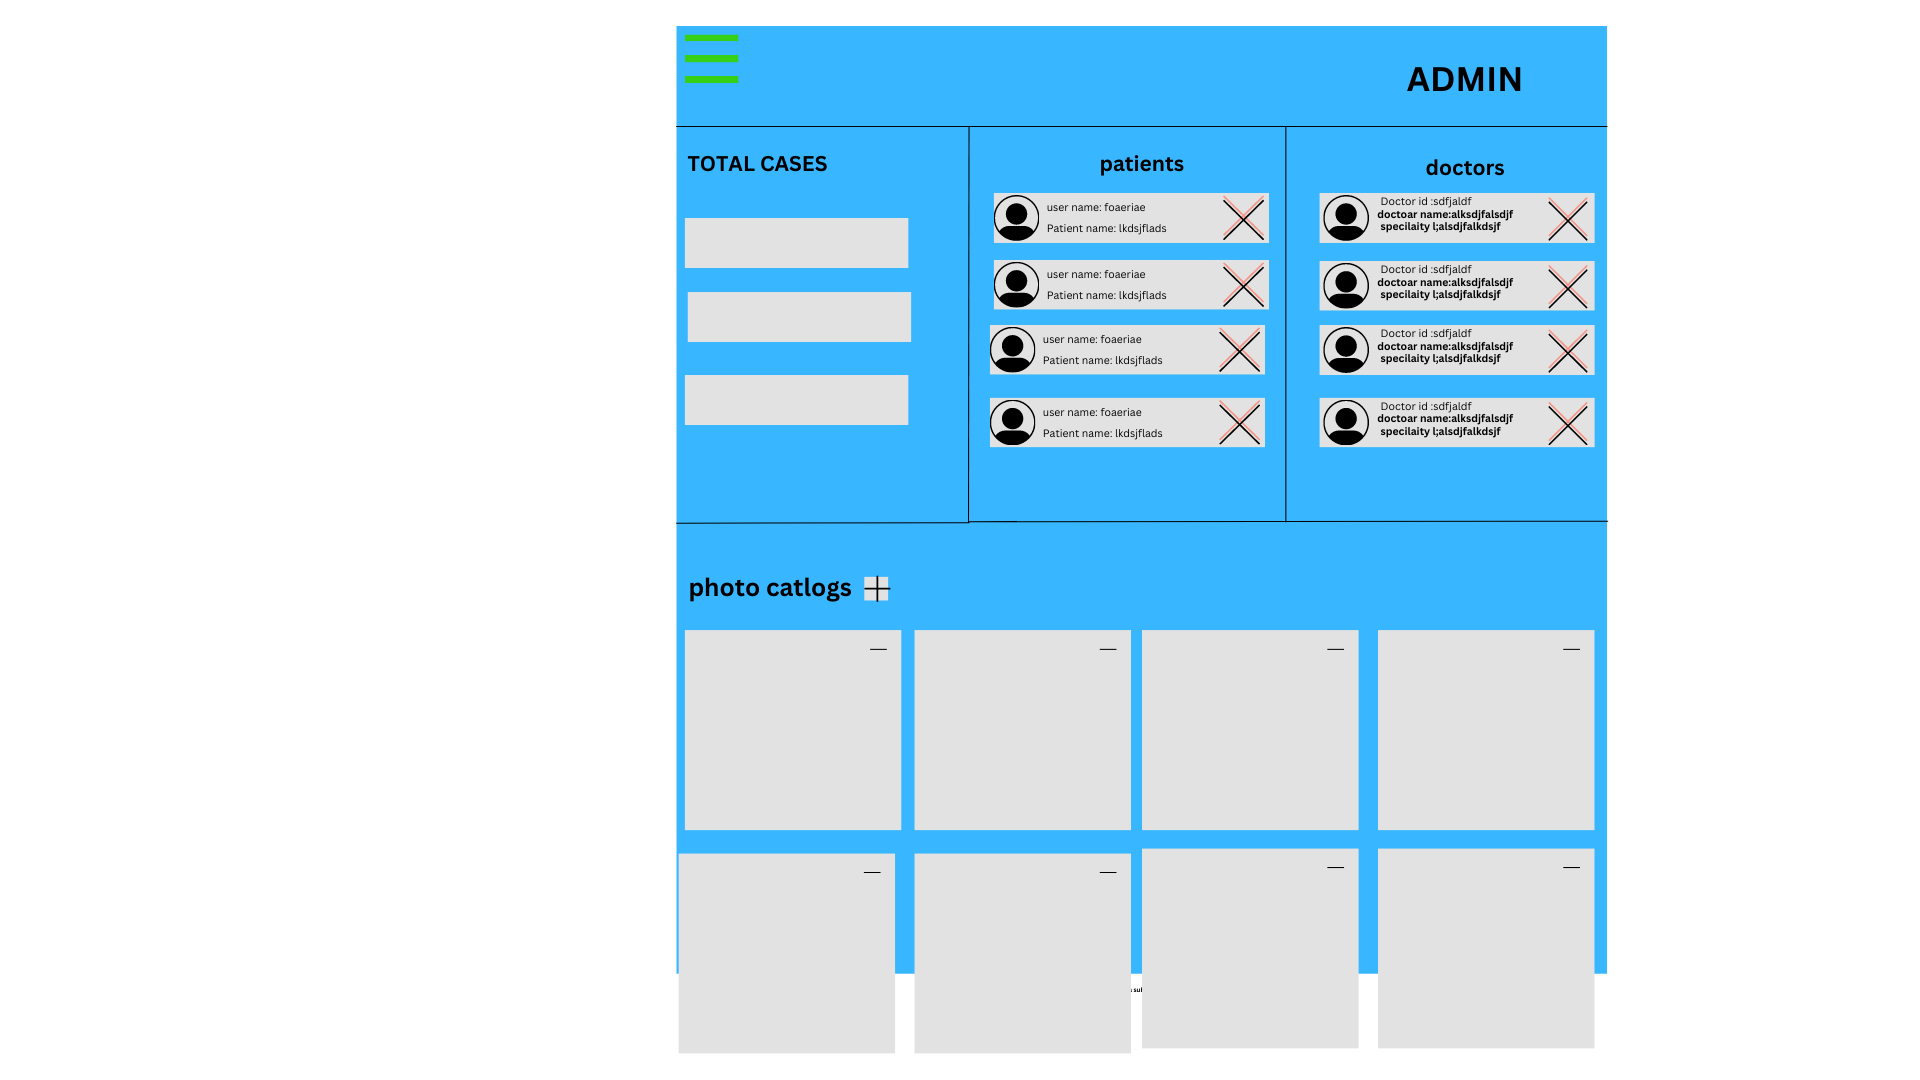 ADMIN
TOTAL CASES
patients
user name: foaeriae
Patient name: lkdsjflads
user name: foaeriae
Patient name: lkdsjflads
user name: foaeriae
Patient name: lkdsjflads
user name: foaeriae
Patient name: lkdsjflads
doctors
Doctor id :sdfjaldf
doctoar name:alksdjfalsdjf
specilaity l;alsdjfalkdsjf
Doctor id :sdfjaldf
doctoar name:alksdjfalsdjf
specilaity l;alsdjfalkdsjf
Doctor id :sdfjaldf
doctoar name:alksdjfalsdjf
specilaity l;alsdjfalkdsjf
Doctor id :sdfjaldf
doctoar name:alksdjfalsdjf
specilaity l;alsdjfalkdsjf
photo catlogs